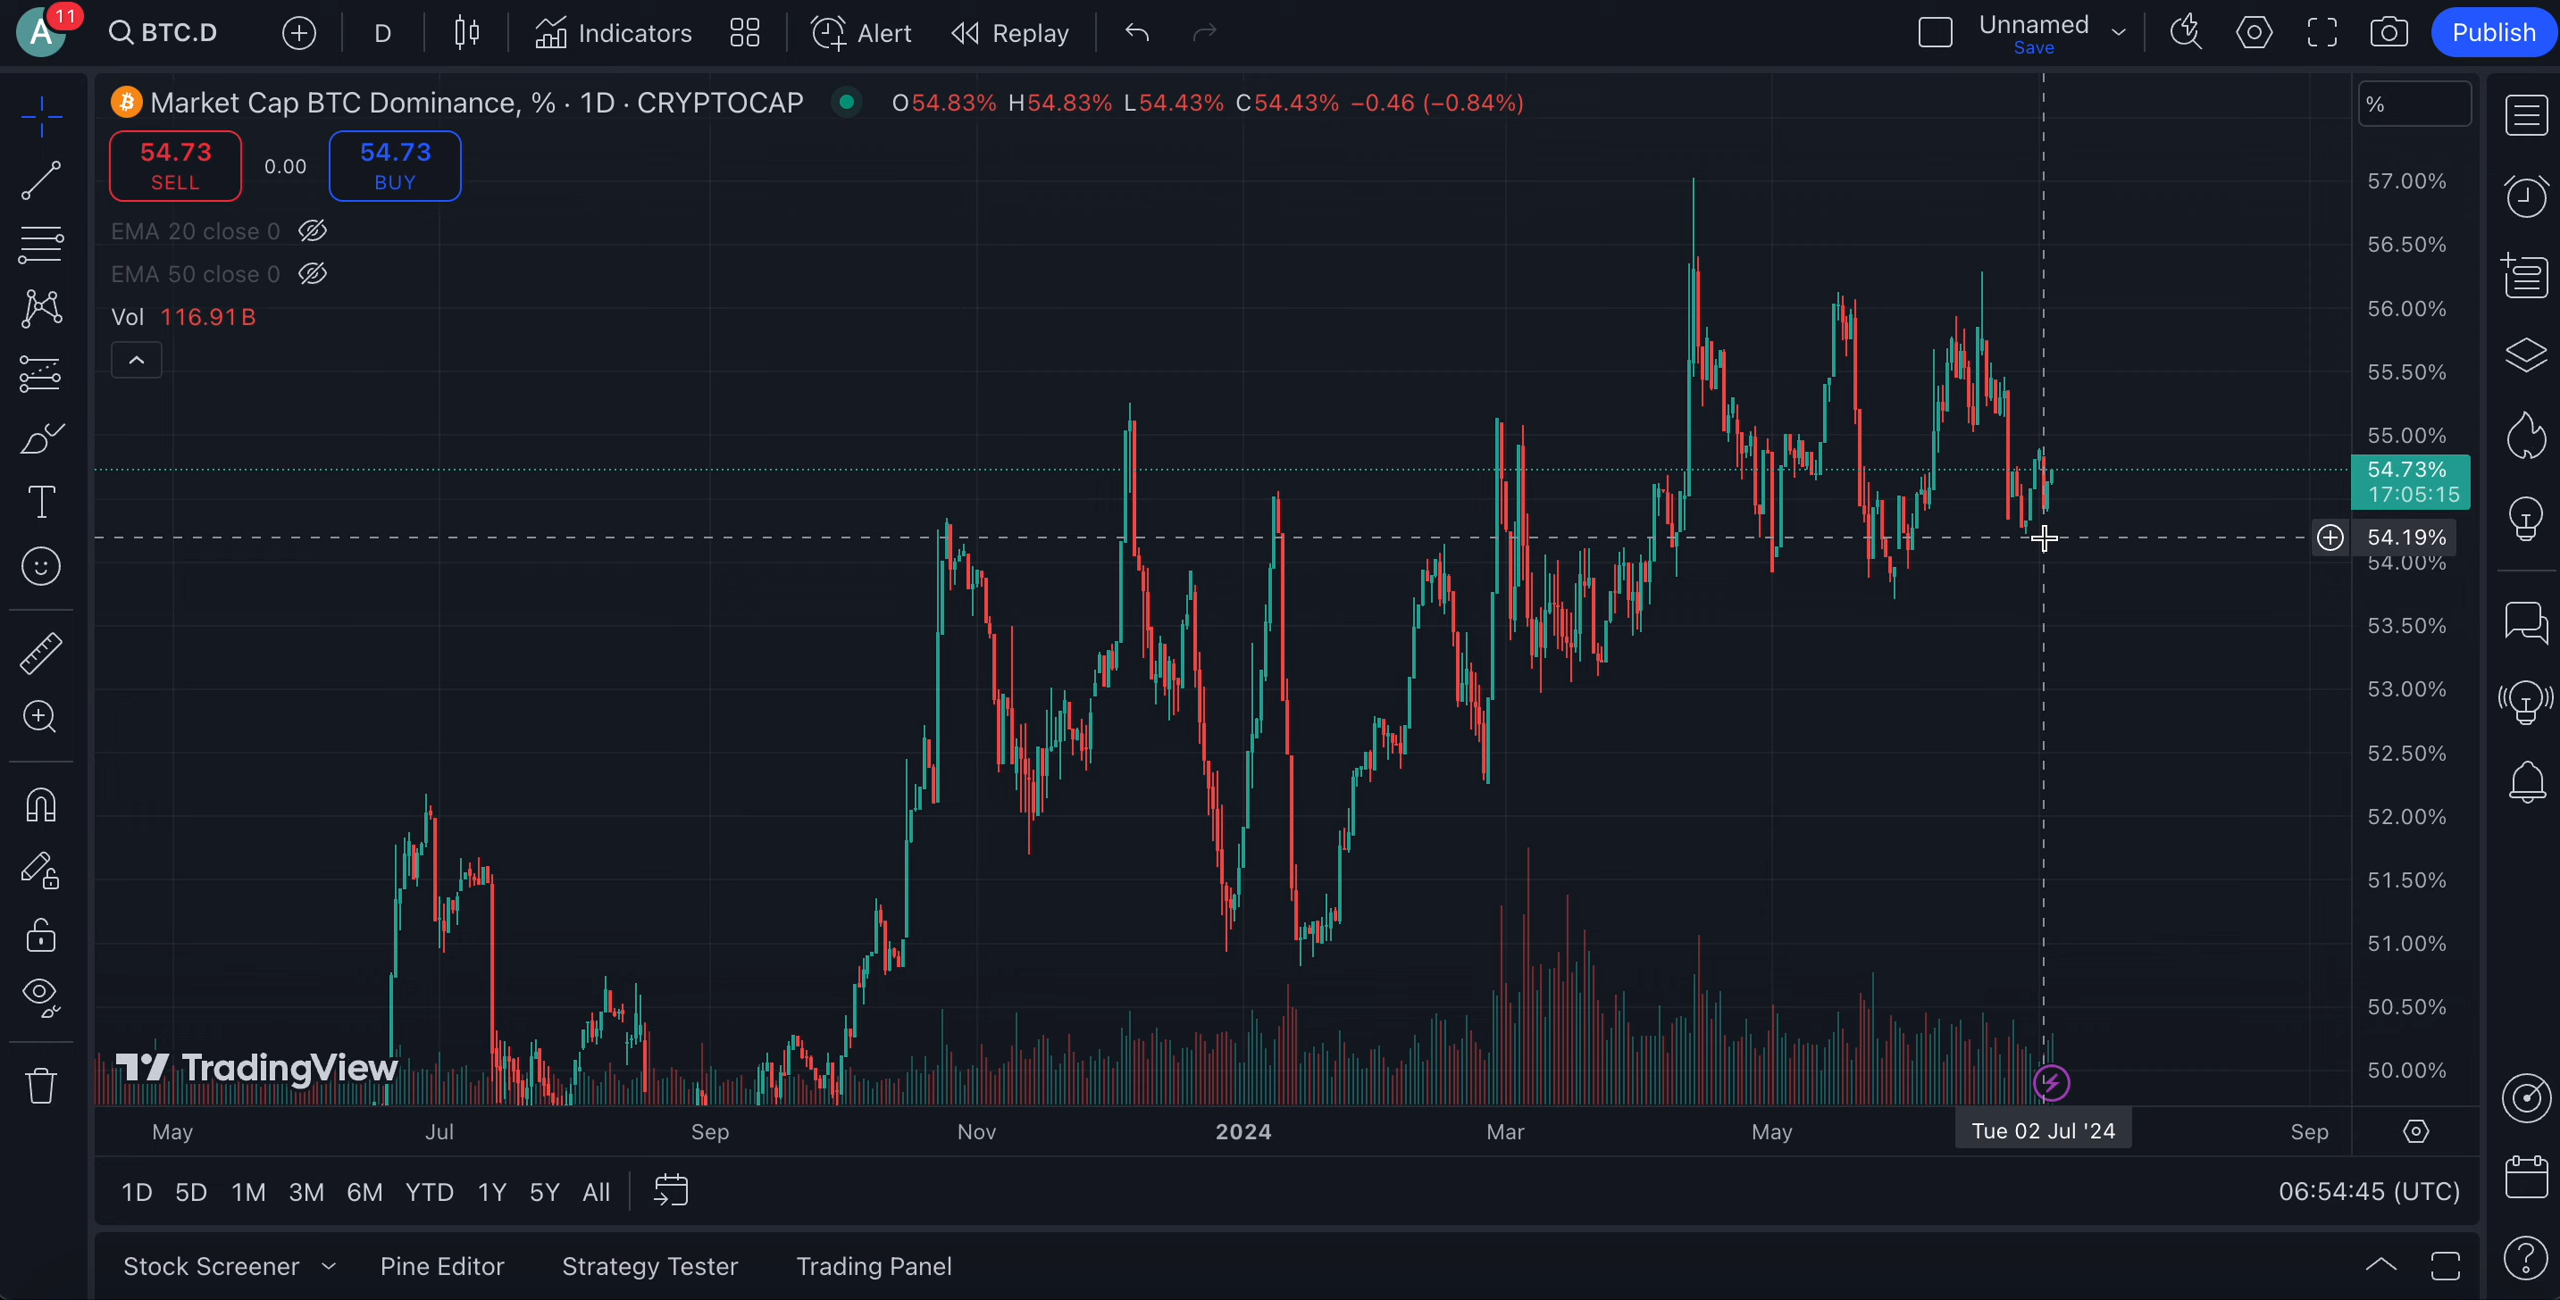 A 11 BTC.D D Indicators Alert Replay Unnamed Save Publish
Market Cap BTC Dominance, % · 1D · CRYPTOCAP O54.83% H54.83% L54.43% C54.43% −0.46 (−0.84%)
%
54.73 SELL 0.00 54.73 BUY
EMA 20 close 0
EMA 50 close 0
Vol 116.91B
57.00%
56.50%
56.00%
55.50%
55.00%
54.73%
17:05:15
54.19%
54.00%
53.50%
53.00%
52.50%
52.00%
51.50%
51.00%
50.50%
50.00%
TradingView
May Jul Sep Nov 2024 Mar May Tue 02 Jul '24 Sep
1D 5D 1M 3M 6M YTD 1Y 5Y All 06:54:45 (UTC)
Stock Screener Pine Editor Strategy Tester Trading Panel